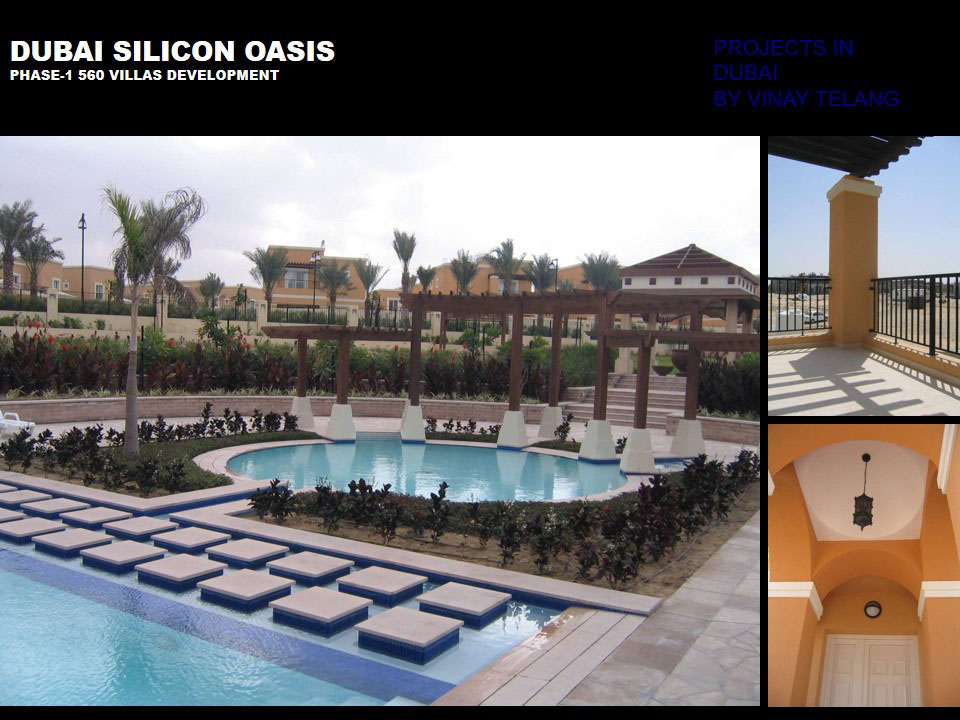 DUBAI SILICON OASIS
PHASE-1 560 VILLAS DEVELOPMENT
PROJECTS IN
DUBAI
BY VINAY TELANG